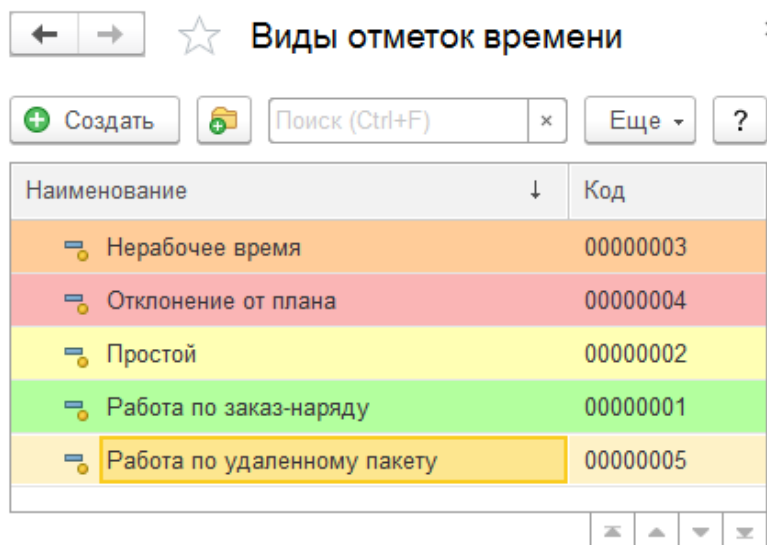 Виды отметок времени
Создать Поиск (Ctrl+F) × Еще ?
Наименование ↓ Код
Нерабочее время 00000003
Отклонение от плана 00000004
Простой 00000002
Работа по заказ-наряду 00000001
Работа по удаленному пакету 00000005